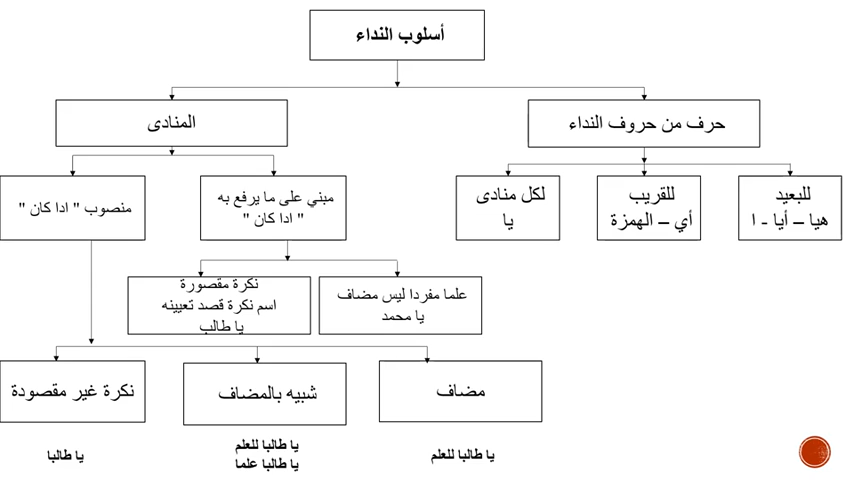 أسلوب النداء
حرف من حروف النداء
المنادى
للبعيد
هيا – أيا - ا
للقريب
أي – الهمزة
لكل منادى
يا
مبني على ما يرفع به
" ادا كان "
منصوب " ادا كان "
علما مفردا ليس مضاف
يا محمد
نكرة مقصورة
اسم نكرة قصد تعيينه
يا طالب
مضاف
شبيه بالمضاف
نكرة غير مقصودة
يا طالبا للعلم
يا طالبا للعلم
يا طالبا علما
يا طالبا